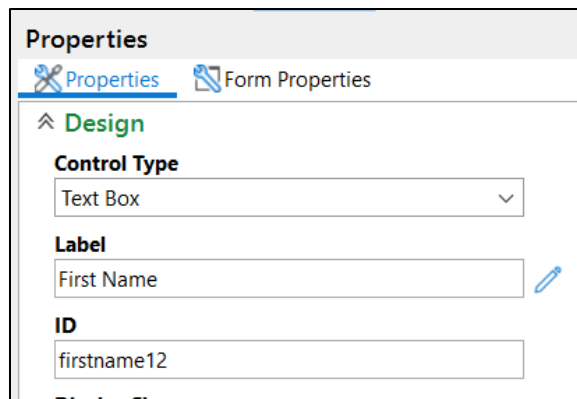 Properties
Properties Form Properties
Design
Control Type
Text Box
Label
First Name
ID
firstname12